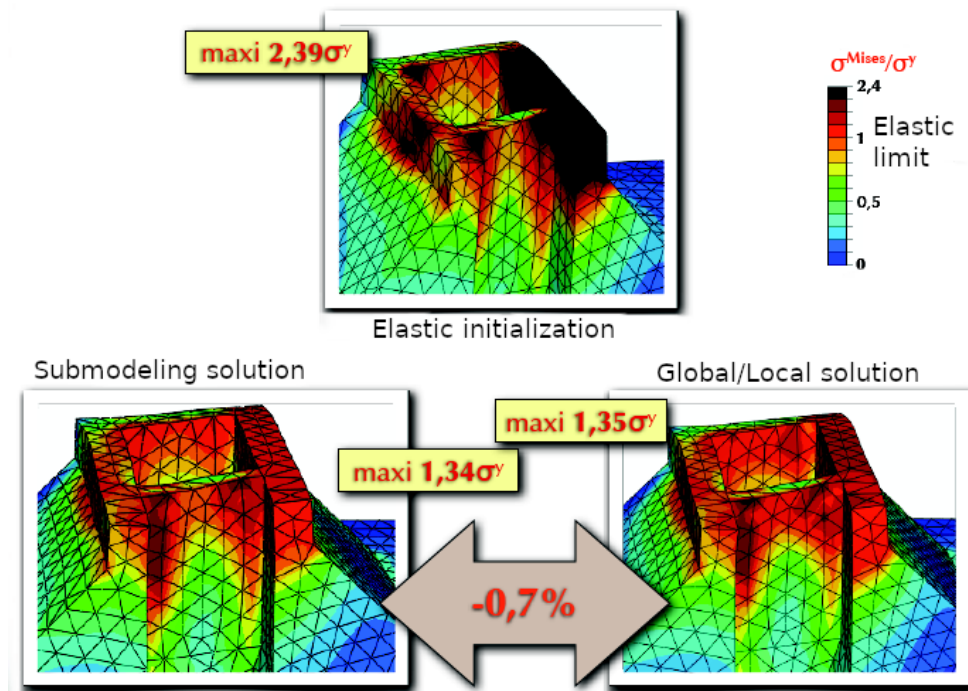 maxi 2,39σʸ
σᴹⁱˢᵉˢ/σʸ
2,4
Elastic
1
limit
0,5
0
Elastic initialization
Submodeling solution
Global/Local solution
maxi 1,35σʸ
maxi 1,34σʸ
-0,7%